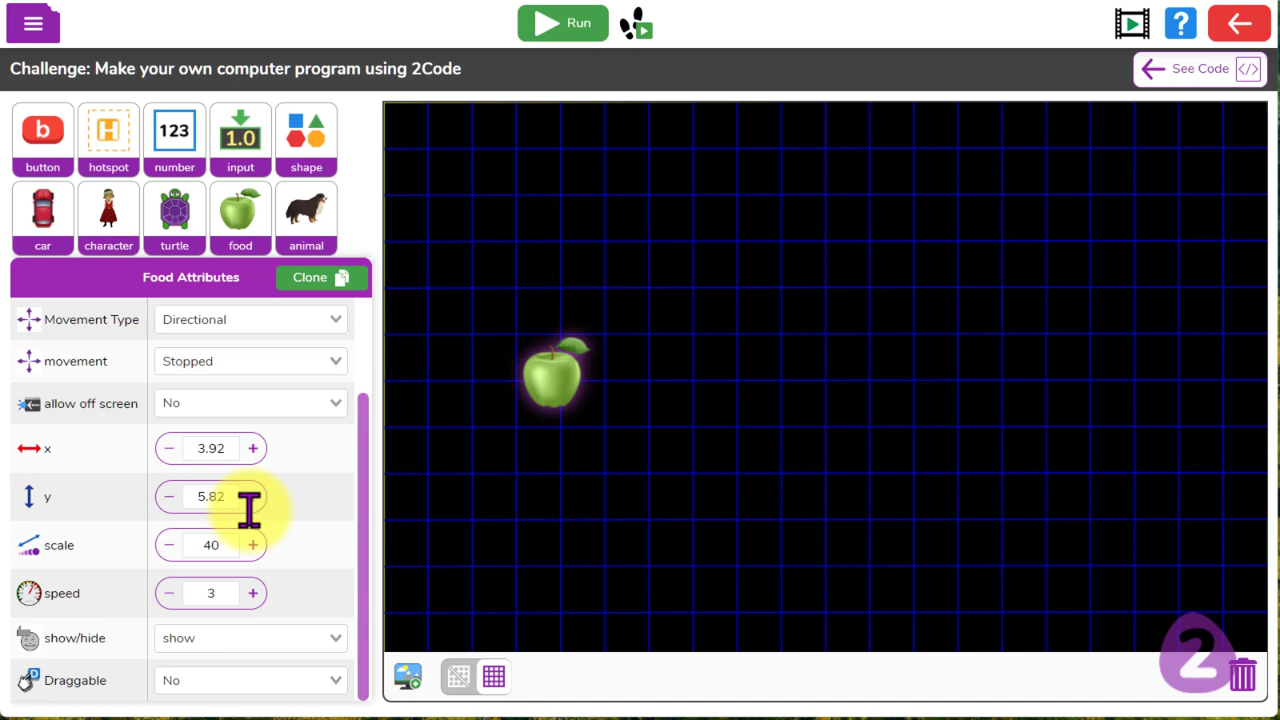 Run
?
Challenge: Make your own computer program using 2Code
See Code </>
b
H
123
1.0
button
hotspot
number
input
shape
car
character
turtle
food
animal
Food Attributes
Clone
Movement Type
Directional
movement
Stopped
allow off screen
No
x
− 3.92 +
y
− 5.82
scale
− 40 +
speed
− 3 +
show/hide
show
D
Draggable
No
2